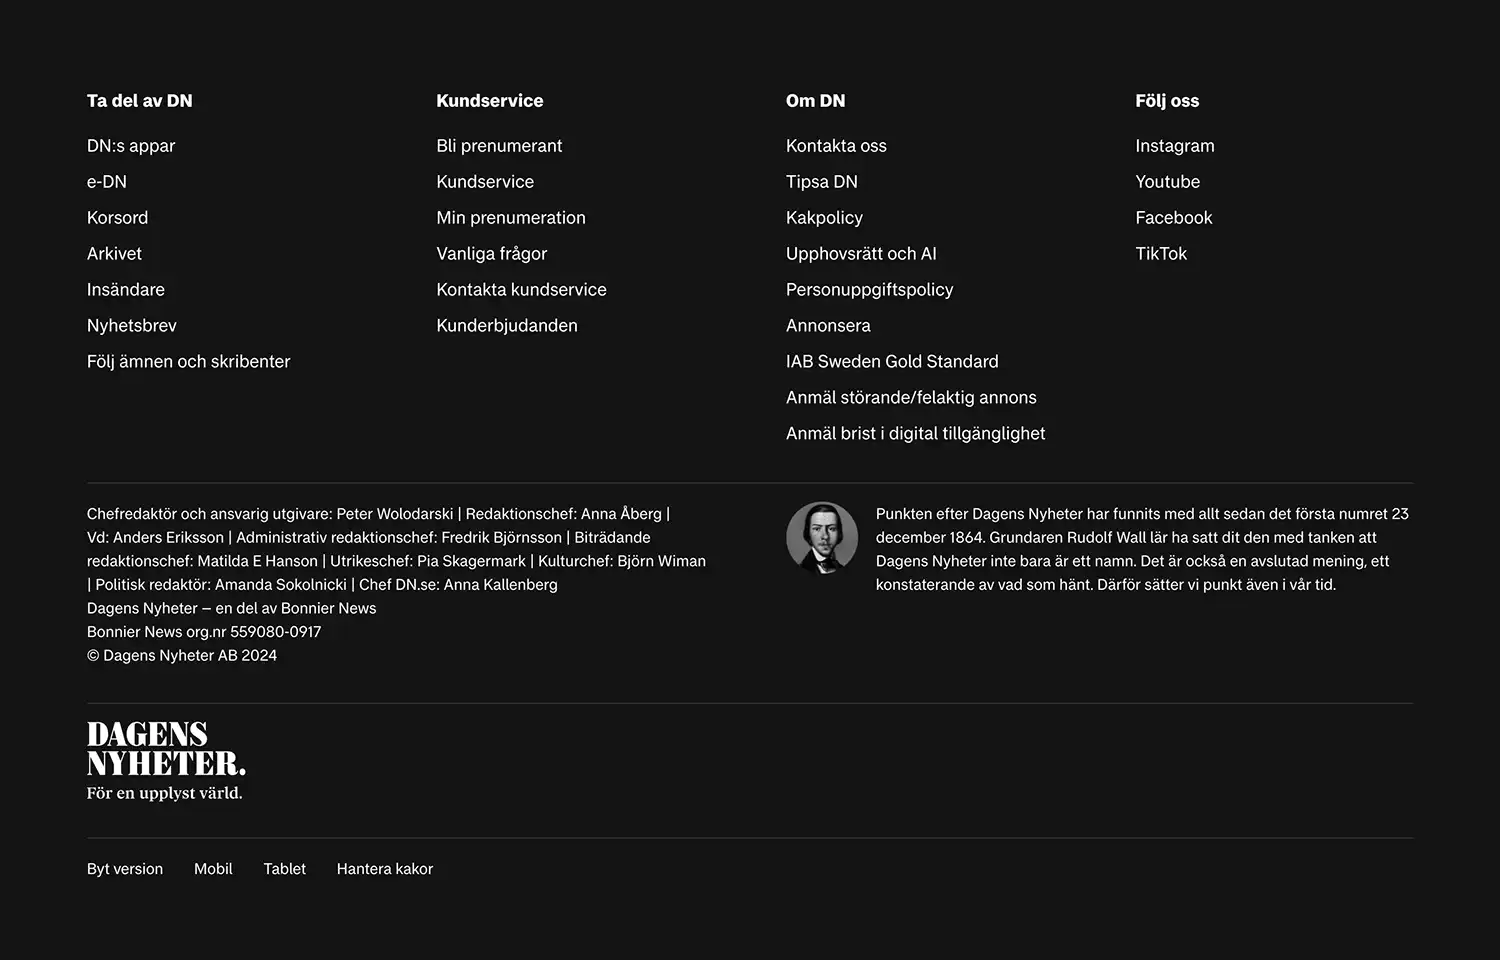 Ta del av DN
DN:s appar
e-DN
Korsord
Arkivet
Insändare
Nyhetsbrev
Följ ämnen och skribenter
Kundservice
Bli prenumerant
Kundservice
Min prenumeration
Vanliga frågor
Kontakta kundservice
Kunderbjudanden
Om DN
Kontakta oss
Tipsa DN
Kakpolicy
Upphovsrätt och AI
Personuppgiftspolicy
Annonsera
IAB Sweden Gold Standard
Anmäl störande/felaktig annons
Anmäl brist i digital tillgänglighet
Följ oss
Instagram
Youtube
Facebook
TikTok
Chefredaktör och ansvarig utgivare: Peter Wolodarski | Redaktionschef: Anna Åberg |
Vd: Anders Eriksson | Administrativ redaktionschef: Fredrik Björnsson | Biträdande
redaktionschef: Matilda E Hanson | Utrikeschef: Pia Skagermark | Kulturchef: Björn Wiman
| Politisk redaktör: Amanda Sokolnicki | Chef DN.se: Anna Kallenberg
Dagens Nyheter – en del av Bonnier News
Bonnier News org.nr 559080-0917
© Dagens Nyheter AB 2024
Punkten efter Dagens Nyheter har funnits med allt sedan det första numret 23
december 1864. Grundaren Rudolf Wall lär ha satt dit den med tanken att
Dagens Nyheter inte bara är ett namn. Det är också en avslutad mening, ett
konstaterande av vad som hänt. Därför sätter vi punkt även i vår tid.
DAGENS
NYHETER.
För en upplyst värld.
Byt version Mobil Tablet Hantera kakor